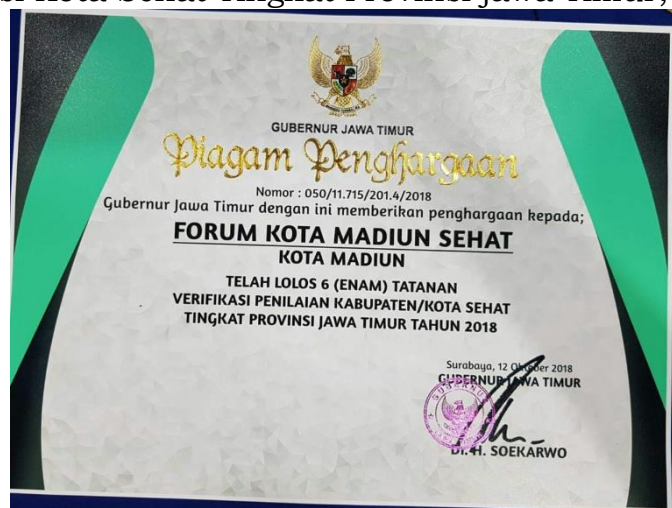 si Kota Sehat Tingkat Provinsi Jawa Timur,
GUBERNUR JAWA TIMUR
Piagam Penghargaan
Nomor : 050/11.715/201.4/2018
Gubernur Jawa Timur dengan ini memberikan penghargaan kepada;
FORUM KOTA MADIUN SEHAT
KOTA MADIUN
TELAH LOLOS 6 (ENAM) TATANAN
VERIFIKASI PENILAIAN KABUPATEN/KOTA SEHAT
TINGKAT PROVINSI JAWA TIMUR TAHUN 2018
Surabaya, 12 Oktober 2018
GUBERNUR JAWA TIMUR
GUBERNUR
Dr. H. SOEKARWO